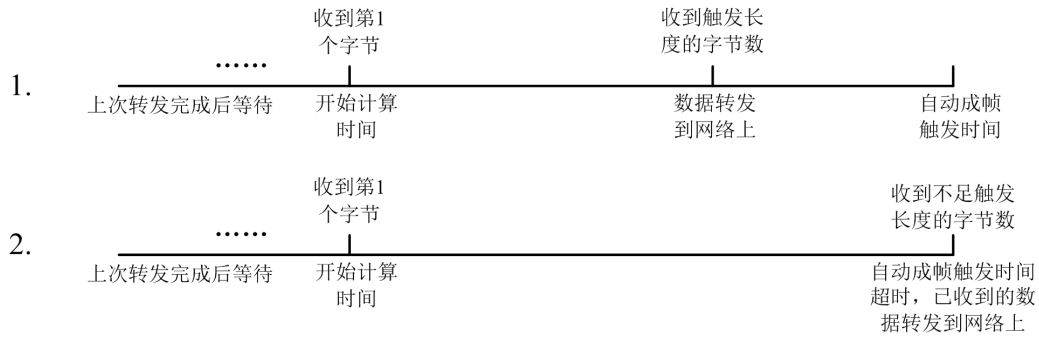 收到第1
个字节
收到触发长
度的字节数
……
1.
上次转发完成后等待
开始计算
时间
数据转发
到网络上
自动成帧
触发时间
收到第1
个字节
收到不足触发
长度的字节数
……
2.
上次转发完成后等待
开始计算
时间
自动成帧触发时间
超时，已收到的数
据转发到网络上